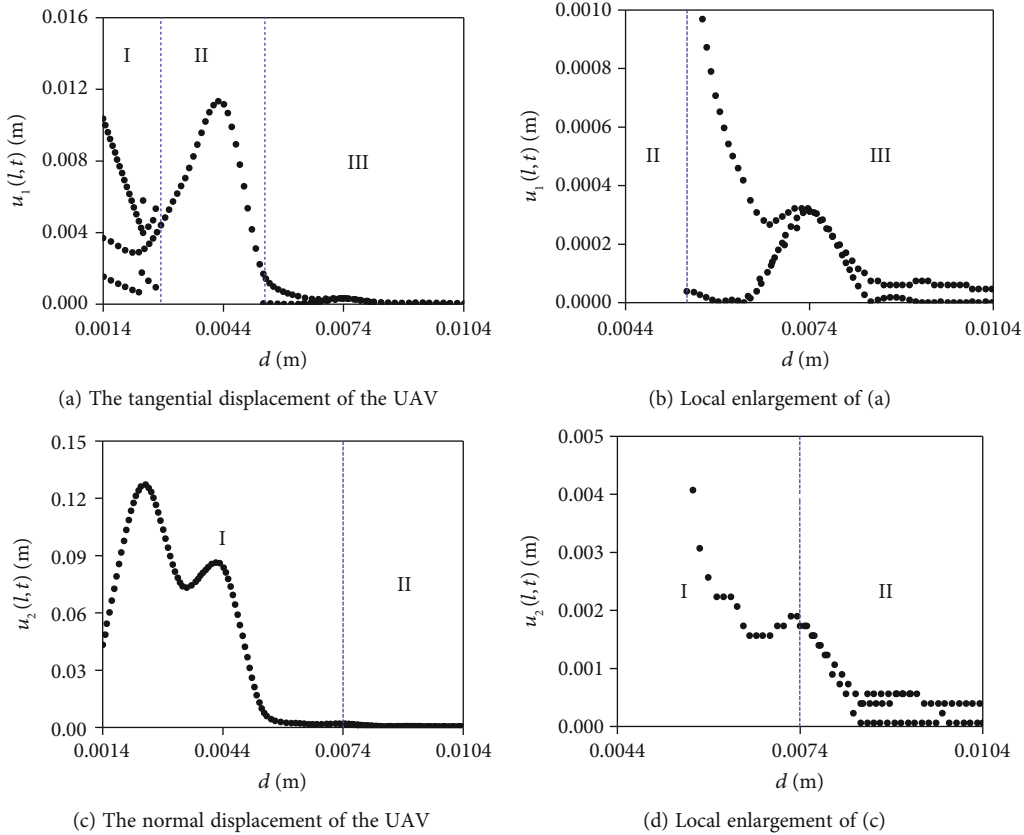 0.016
0.012
0.008
0.004
0.000
u1 (l, t) (m)
I
II
III
0.0014
0.0044
0.0074
0.0104
d (m)
(a) The tangential displacement of the UAV
0.0010
0.0008
0.0006
0.0004
0.0002
0.0000
u1 (l, t) (m)
II
III
0.0044
0.0074
0.0104
d (m)
(b) Local enlargement of (a)
0.15
0.12
0.09
0.06
0.03
0.00
u2 (l, t) (m)
I
II
0.0014
0.0044
0.0074
0.0104
d (m)
(c) The normal displacement of the UAV
0.005
0.004
0.003
0.002
0.001
0.000
u2 (l, t) (m)
I
II
0.0044
0.0074
0.0104
d (m)
(d) Local enlargement of (c)